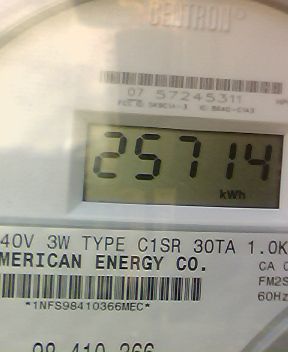 CENTRON®
07 57245311
25714
kWh
40V 3W TYPE C1SR 30TA 1.0K
MERICAN ENERGY CO.
CA
*1NFS98410366MEC*
FM2S
60Hz
98 410 366